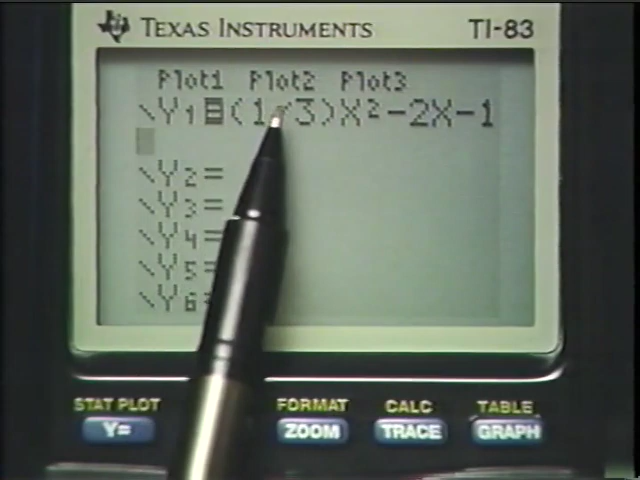 TEXAS INSTRUMENTS TI-83
Plot1 Plot2 Plot3
\Y1=(1/3)X²-2X-1
\Y2=
\Y3=
\Y4=
\Y5=
\Y6=
STAT PLOT FORMAT CALC TABLE
Y= ZOOM TRACE GRAPH